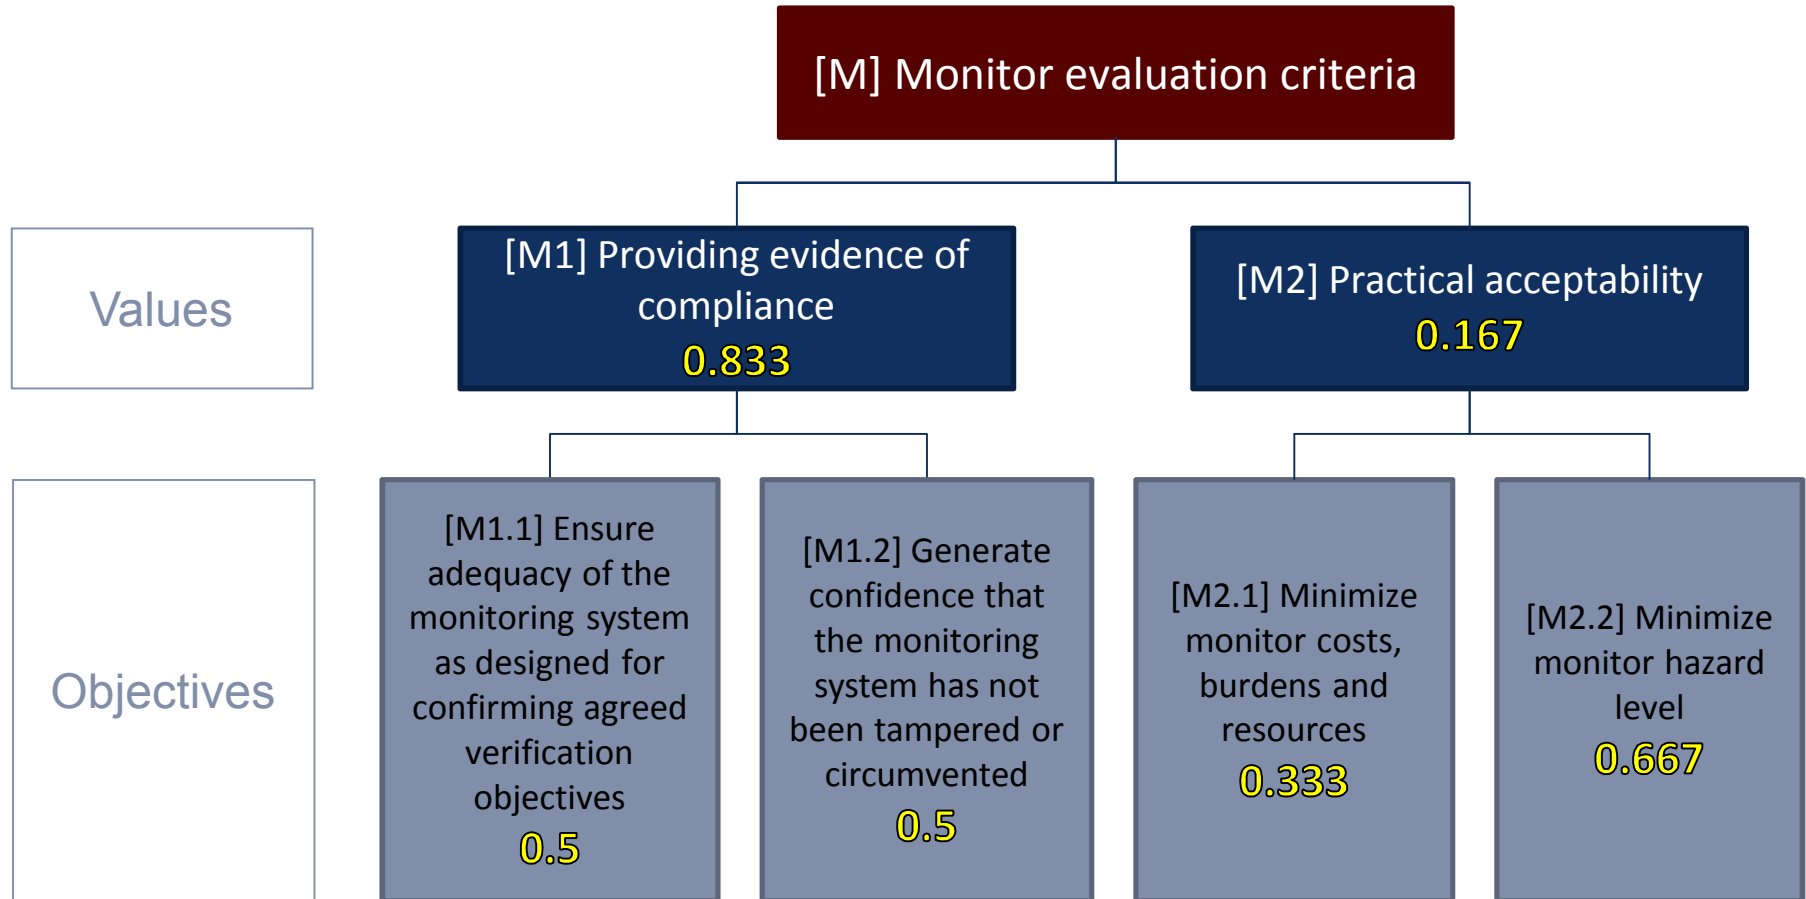 [M] Monitor evaluation criteria
Values
[M1] Providing evidence of
compliance
0.833
[M2] Practical acceptability
0.167
Objectives
[M1.1] Ensure
adequacy of the
monitoring system
as designed for
confirming agreed
verification
objectives
0.5
[M1.2] Generate
confidence that
the monitoring
system has not
been tampered or
circumvented
0.5
[M2.1] Minimize
monitor costs,
burdens and
resources
0.333
[M2.2] Minimize
monitor hazard
level
0.667